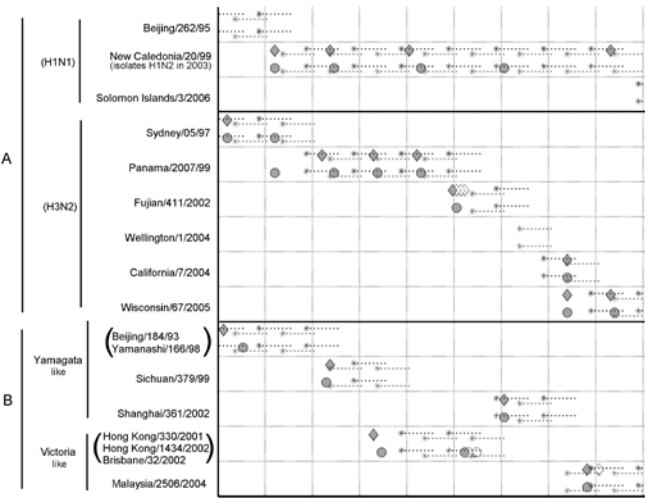 Beijing/262/95
(H1N1)
New Caledonia/20/99
(isolates H1N2 in 2003)
Solomon Islands/3/2006
A
Sydney/05/97
Panama/2007/99
(H3N2)
Fujian/411/2002
Wellington/1/2004
California/7/2004
Wisconsin/67/2005
(Beijing/184/93
Yamanashi/166/98)
Yamagata
like
Sichuan/379/99
B
Shanghai/361/2002
Victoria
like
(Hong Kong/330/2001
Hong Kong/1434/2002
Brisbane/32/2002)
Malaysia/2506/2004